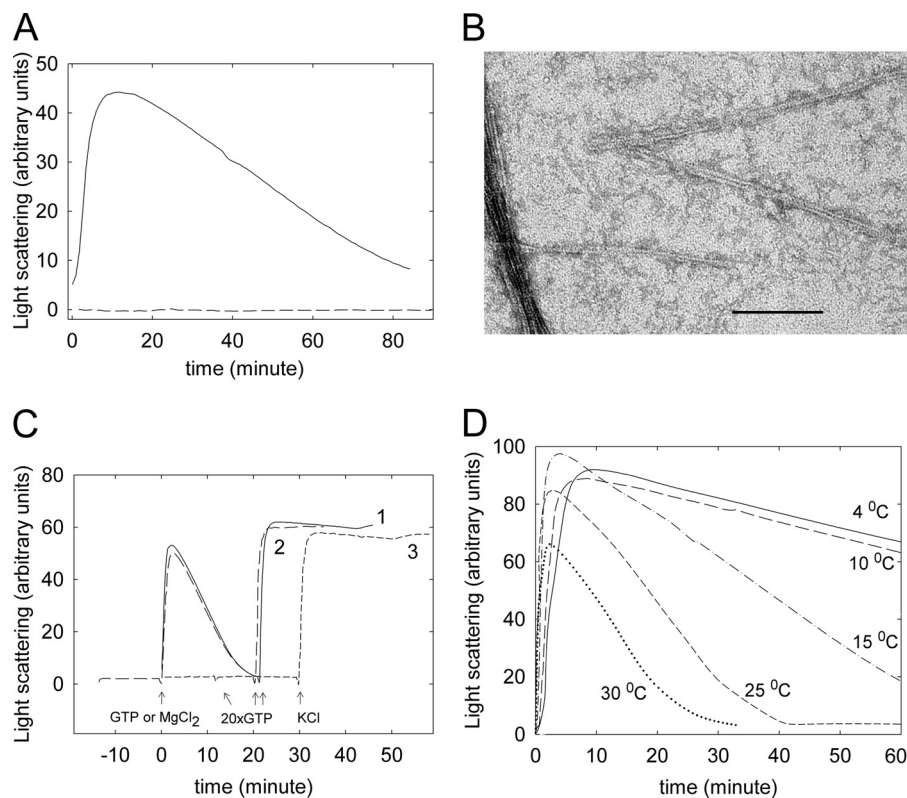 A
Light scattering (arbitrary units)
50
40
30
20
10
0
0 20 40 60 80
time (minute)
B
C
Light scattering (arbitrary units)
80
60
40
20
0
1
2
3
GTP or MgCl2 20xGTP KCl
-10 0 10 20 30 40 50
time (minute)
D
Light scattering (arbitrary units)
100
80
60
40
20
0
4 ⁰C
10 ⁰C
15 ⁰C
25 ⁰C
30 ⁰C
0 10 20 30 40 50 60
time (minute)